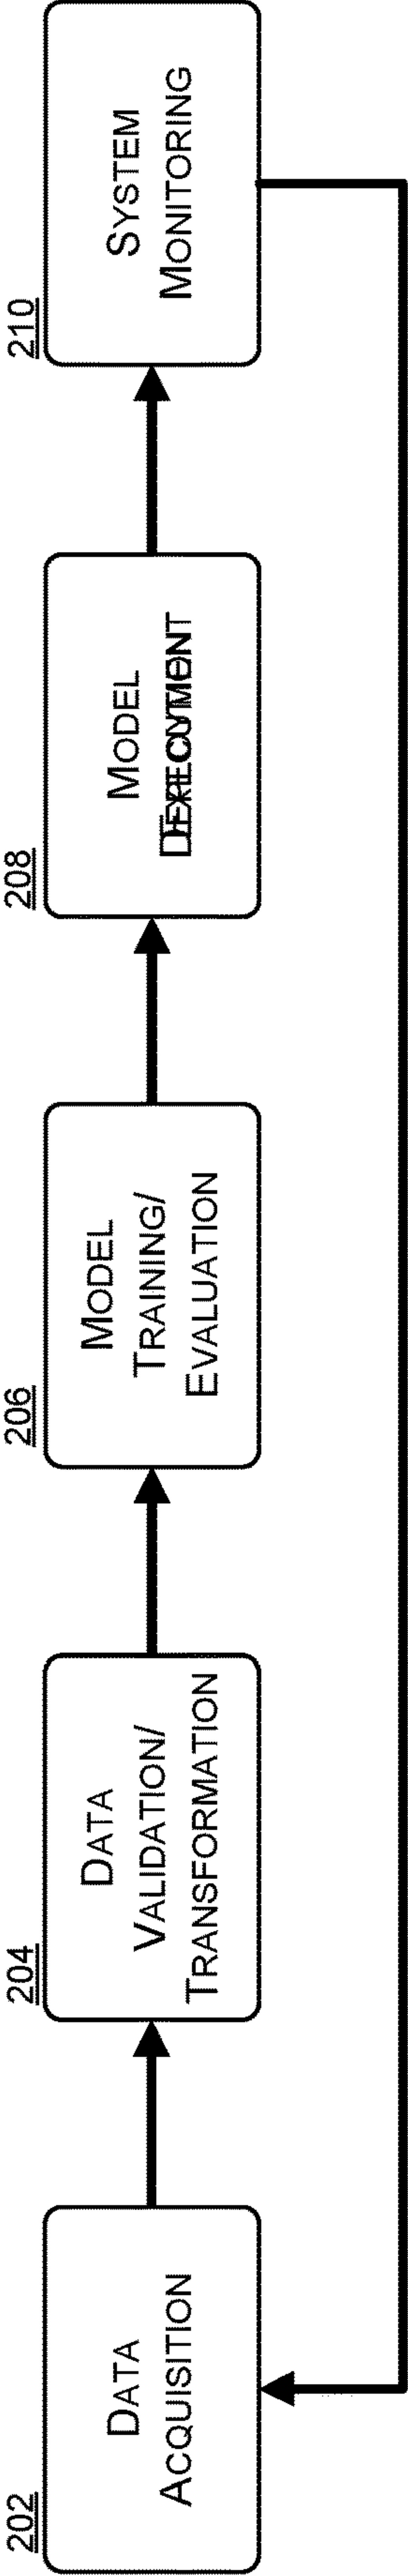 202
DATA
ACQUISITION
204
DATA
VALIDATION/
TRANSFORMATION
206
MODEL
TRAINING/
EVALUATION
208
MODEL
210
SYSTEM
MONITORING